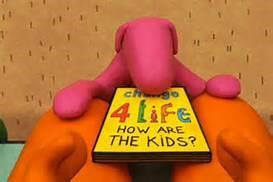 change
4 Life
HOW ARE
THE KIDS?